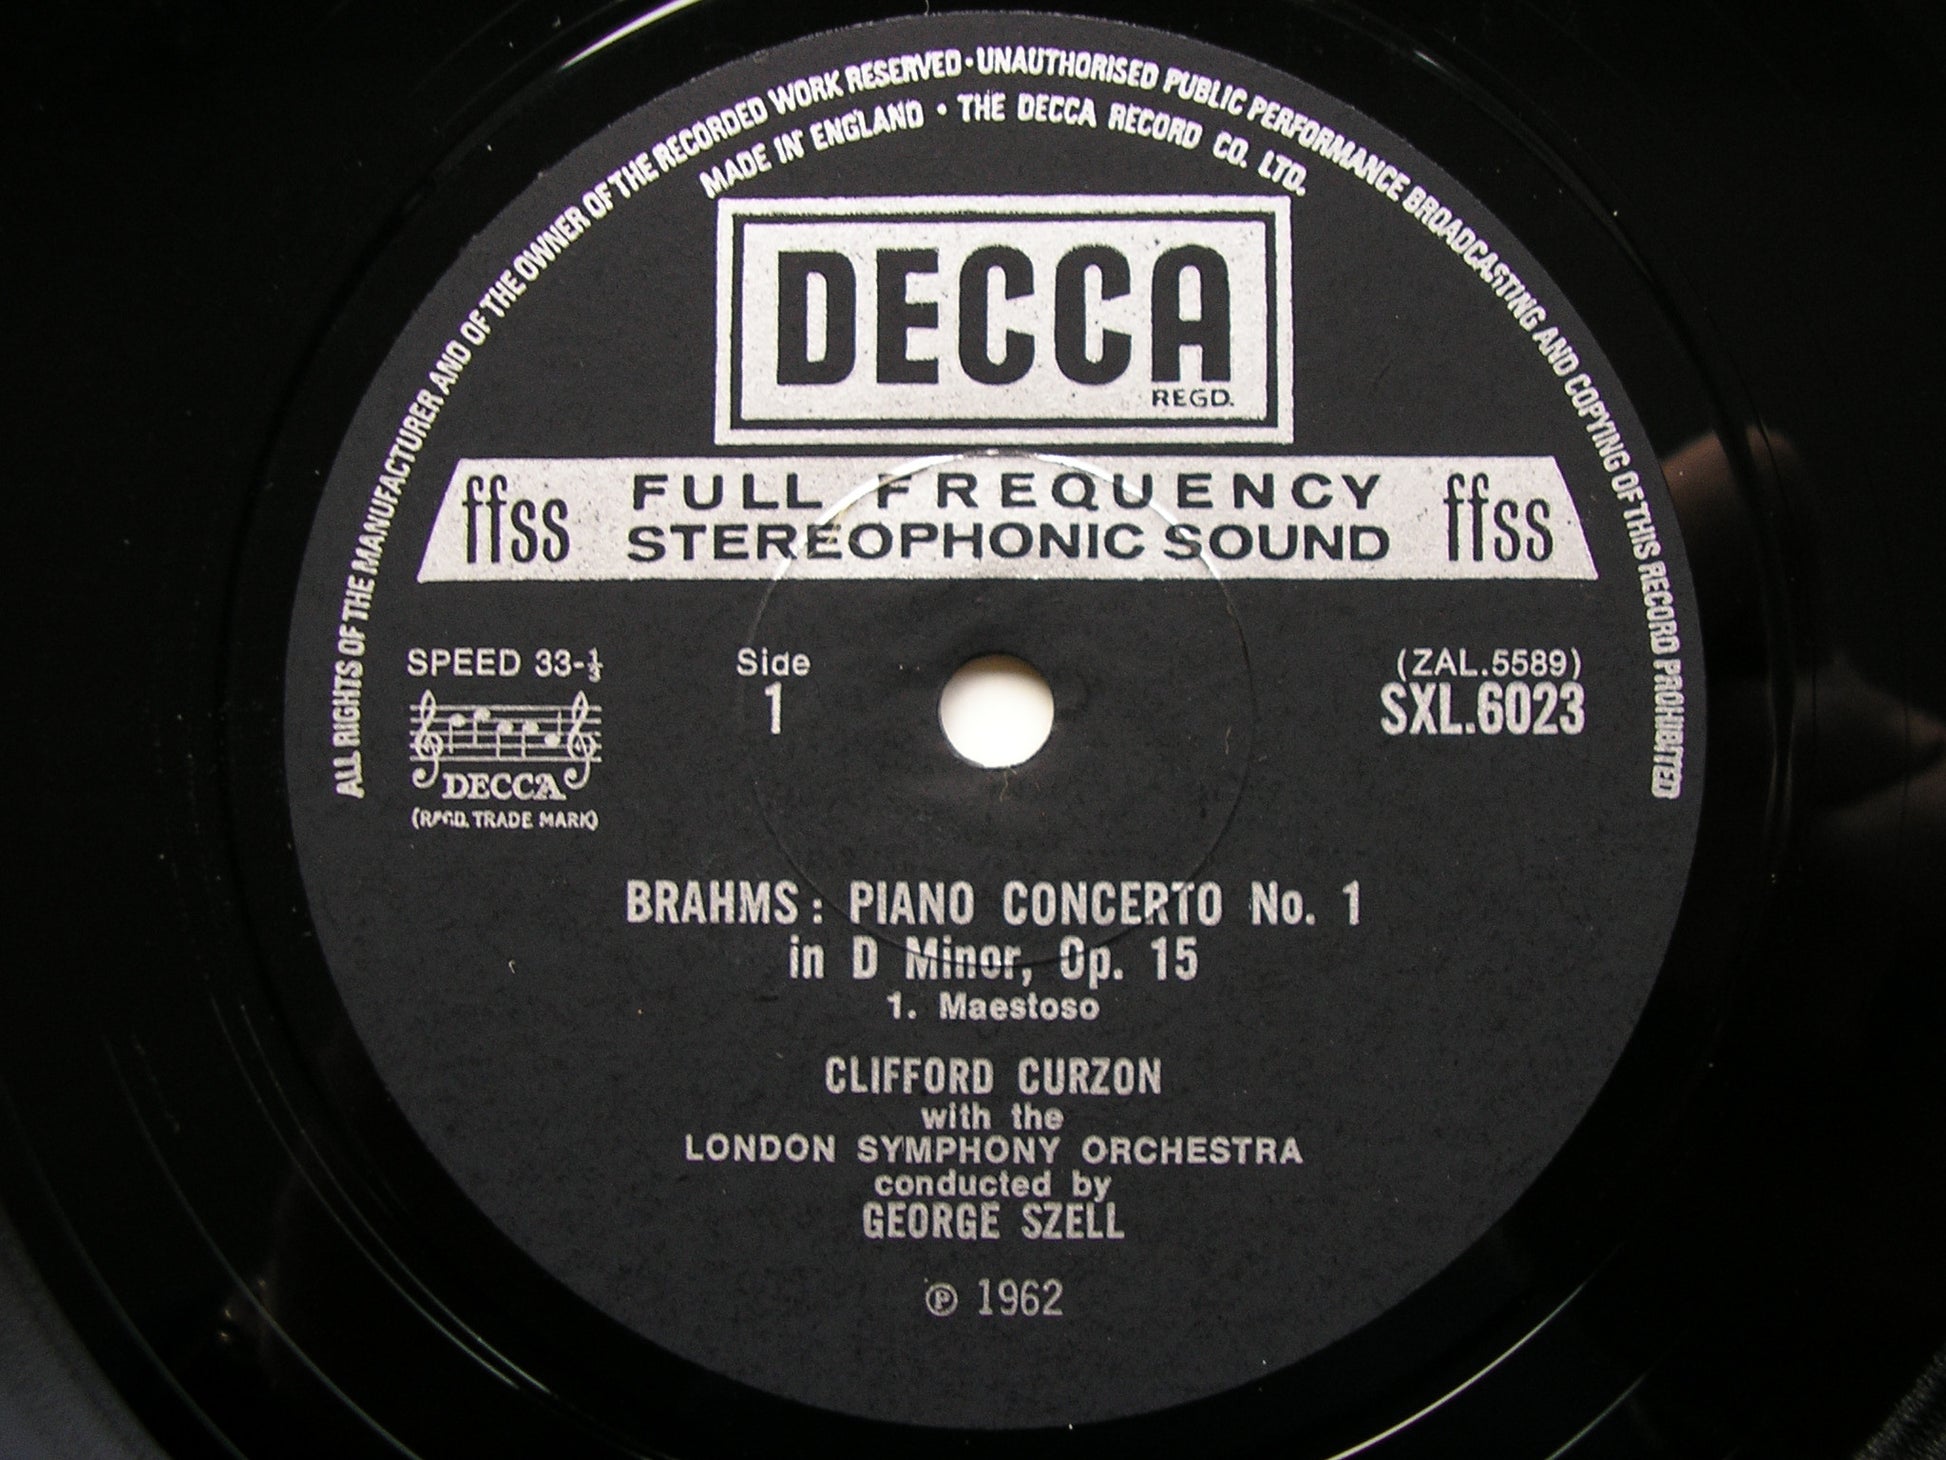 ALL RIGHTS OF THE MANUFACTURER AND OF THE OWNER OF THE RECORDED WORK RESERVED · UNAUTHORISED PUBLIC PERFORMANCE BROADCASTING AND COPYING OF THIS RECORD PROHIBITED
MADE IN ENGLAND · THE DECCA RECORD CO. LTD.
DECCA
REGD.
ffss FULL FREQUENCY ffss
STEREOPHONIC SOUND
SPEED 33-⅓ Side (ZAL.5589)
1 SXL.6023
DECCA
(REGD. TRADE MARK)
BRAHMS: PIANO CONCERTO No. 1
in D Minor, Op. 15
1. Maestoso
CLIFFORD CURZON
with the
LONDON SYMPHONY ORCHESTRA
conducted by
GEORGE SZELL
℗ 1962